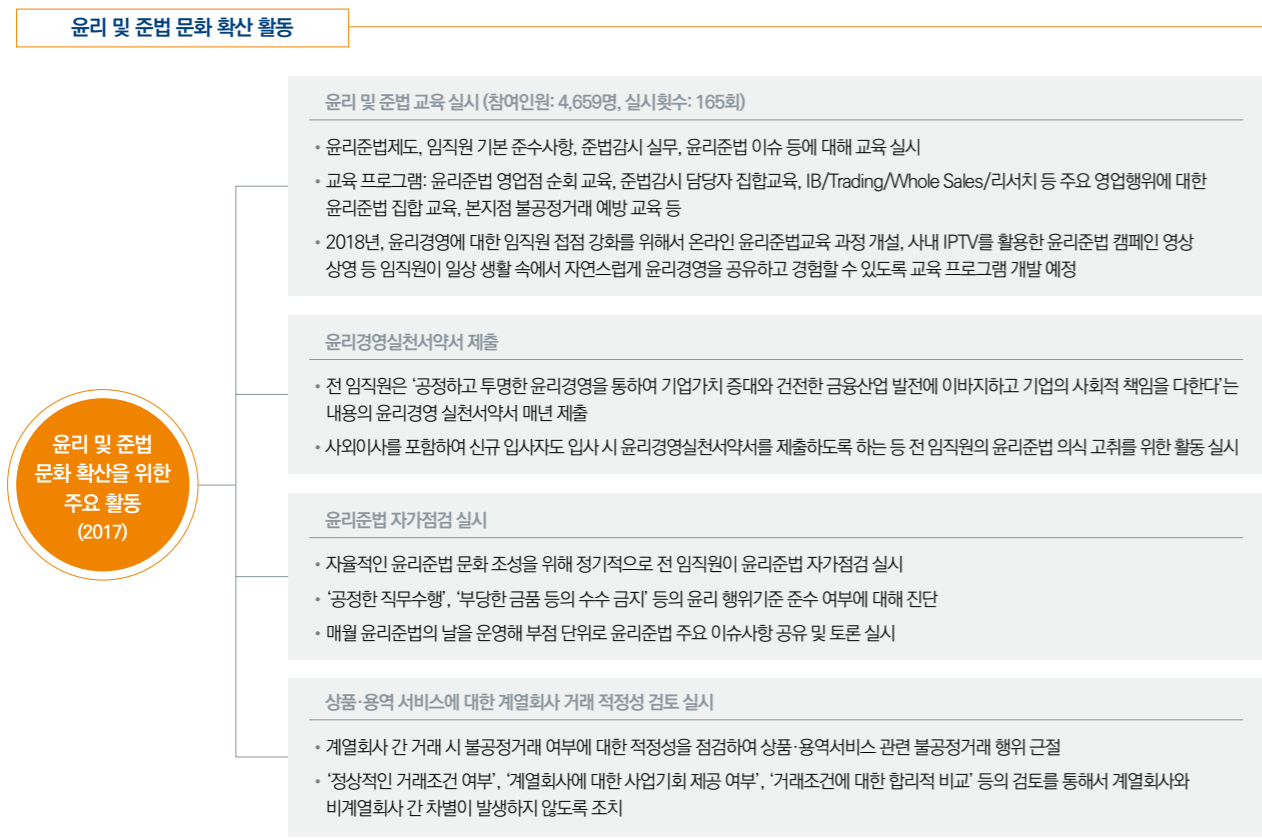 윤리 및 준법 문화 확산 활동
윤리 및 준법 교육 실시 (참여인원: 4,659명, 실시횟수: 165회)
• 윤리준법제도, 임직원 기본 준수사항, 준법감시 실무, 윤리준법 이슈 등에 대해 교육 실시
• 교육 프로그램: 윤리준법 영업점 순회 교육, 준법감시 담당자 집합교육, IB/Trading/Whole Sales/리서치 등 주요 영업행위에 대한
윤리준법 집합 교육, 본지점 불공정거래 예방 교육 등
• 2018년, 윤리경영에 대한 임직원 접점 강화를 위해서 온라인 윤리준법교육 과정 개설, 사내 IPTV를 활용한 윤리준법 캠페인 영상
상영 등 임직원이 일상 생활 속에서 자연스럽게 윤리경영을 공유하고 경험할 수 있도록 교육 프로그램 개발 예정
윤리경영실천서약서 제출
• 전 임직원은 ‘공정하고 투명한 윤리경영을 통하여 기업가치 증대와 건전한 금융산업 발전에 이바지하고 기업의 사회적 책임을 다한다’는
내용의 윤리경영 실천서약서 매년 제출
• 사외이사를 포함하여 신규 입사자도 입사 시 윤리경영실천서약서를 제출하도록 하는 등 전 임직원의 윤리준법 의식 고취를 위한 활동 실시
윤리 및 준법
문화 확산을 위한
주요 활동
(2017)
윤리준법 자가점검 실시
• 자율적인 윤리준법 문화 조성을 위해 정기적으로 전 임직원이 윤리준법 자가점검 실시
• ‘공정한 직무수행’, ‘부당한 금품 등의 수수 금지’ 등의 윤리 행위기준 준수 여부에 대해 진단
• 매월 윤리준법의 날을 운영해 부점 단위로 윤리준법 주요 이슈사항 공유 및 토론 실시
상품·용역 서비스에 대한 계열회사 거래 적정성 검토 실시
• 계열회사 간 거래 시 불공정거래 여부에 대한 적정성을 점검하여 상품·용역서비스 관련 불공정거래 행위 근절
• ‘정상적인 거래조건 여부’, ‘계열회사에 대한 사업기회 제공 여부’, ‘거래조건에 대한 합리적 비교’ 등의 검토를 통해서 계열회사와
비계열회사 간 차별이 발생하지 않도록 조치